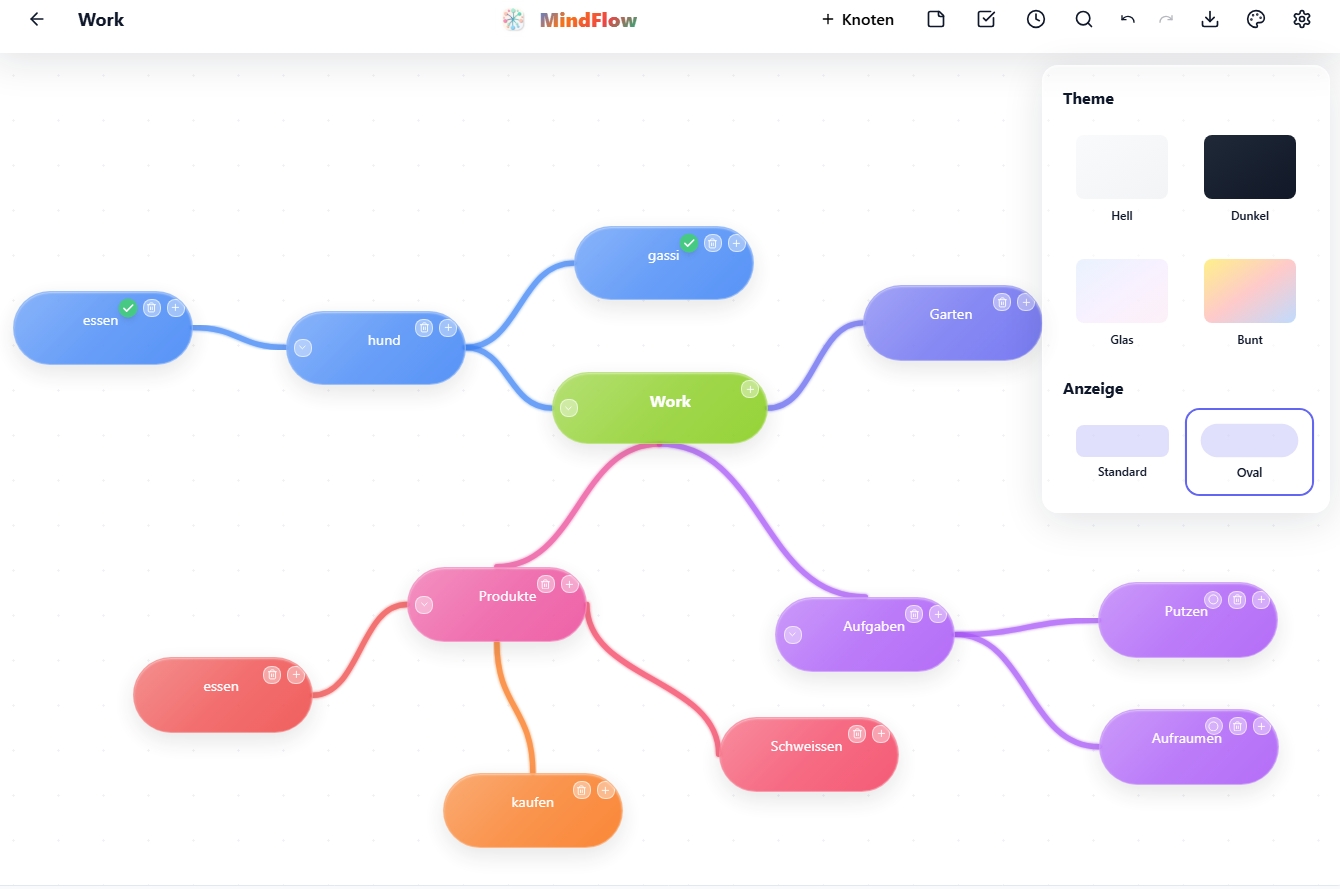 Work
MindFlow
+ Knoten
Theme
Hell
Dunkel
Glas
Bunt
Anzeige
Standard
Oval
gassi
essen
hund
Garten
Work
Produkte
Aufgaben
Putzen
essen
Schweissen
Aufraumen
kaufen